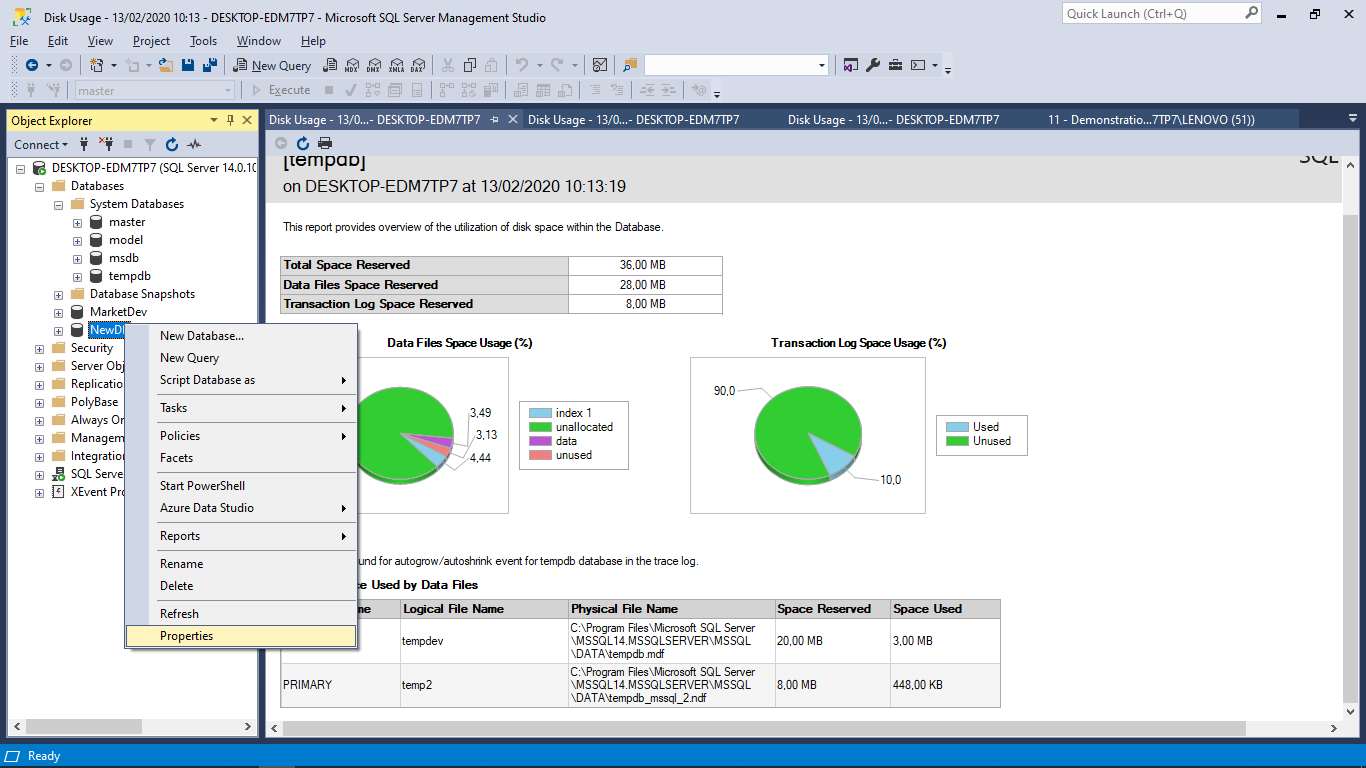 Disk Usage - 13/02/2020 10:13 - DESKTOP-EDM7TP7 - Microsoft SQL Server Management Studio
Quick Launch (Ctrl+Q)
File Edit View Project Tools Window Help
New Query MDX DMX XMLA DAX
master Execute
Object Explorer
Connect
DESKTOP-EDM7TP7 (SQL Server 14.0.10
Databases
System Databases
master
model
msdb
tempdb
Database Snapshots
MarketDev
NewD
Security
Server Obj
Replicatio
PolyBase
Always On
Managem
Integration
SQL Serve
XEvent Pro
New Database...
New Query
Script Database as
Tasks
Policies
Facets
Start PowerShell
Azure Data Studio
Reports
Rename
Delete
Refresh
Properties
Disk Usage - 13/0...- DESKTOP-EDM7TP7 Disk Usage - 13/0...- DESKTOP-EDM7TP7 Disk Usage - 13/0...- DESKTOP-EDM7TP7 11 - Demonstratio...7TP7\LENOVO (51))
[tempdb] SQL
on DESKTOP-EDM7TP7 at 13/02/2020 10:13:19
This report provides overview of the utilization of disk space within the Database.
Total Space Reserved 36,00 MB
Data Files Space Reserved 28,00 MB
Transaction Log Space Reserved 8,00 MB
Data Files Space Usage (%)
3,49
3,13
4,44
index 1
unallocated
data
unused
Transaction Log Space Usage (%)
90,0
10,0
Used
Unused
und for autogrow/autoshrink event for tempdb database in the trace log.
ce Used by Data Files
me Logical File Name Physical File Name Space Reserved Space Used
tempdev C:\Program Files\Microsoft SQL Server
\MSSQL14.MSSQLSERVER\MSSQL 20,00 MB 3,00 MB
\DATA\tempdb.mdf
C:\Program Files\Microsoft SQL Server
PRIMARY temp2 \MSSQL14.MSSQLSERVER\MSSQL 8,00 MB 448,00 KB
\DATA\tempdb_mssql_2.ndf
Ready